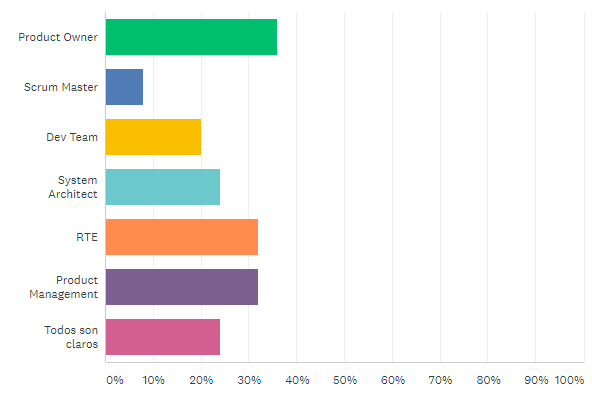 Product Owner
Scrum Master
Dev Team
System
Architect
RTE
Product
Management
Todos son
claros
0% 10% 20% 30% 40% 50% 60% 70% 80% 90% 100%